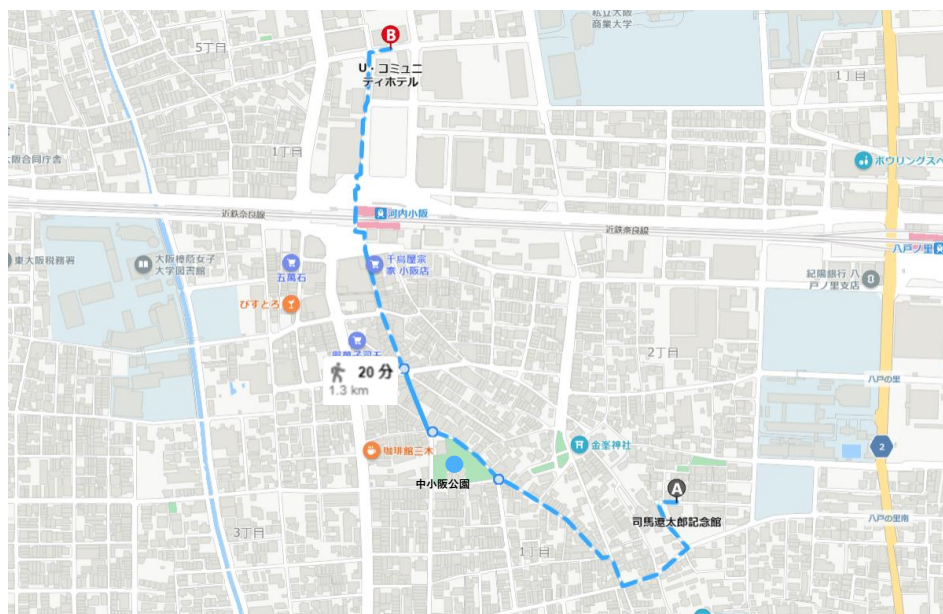 私立大阪
商業大学
5丁目
B
U・コミュニ
ティホテル
1丁目
1丁目
大阪合同庁舎
ボウリングスペ
近鉄奈良線
河内小阪
近鉄奈良線
八戸ノ里
東大阪税務署
大阪樟蔭女子
大学図書館
五萬石
千鳥屋宗
家 小阪店
紀陽銀行 八
戸ノ里支店
びすとろ
2丁目
20 分
1.3 km
八戸の里
2
珈琲館三木
金峯神社
中小阪公園
A
司馬遼太郎記念館
八戸の里南
3丁目
1丁目